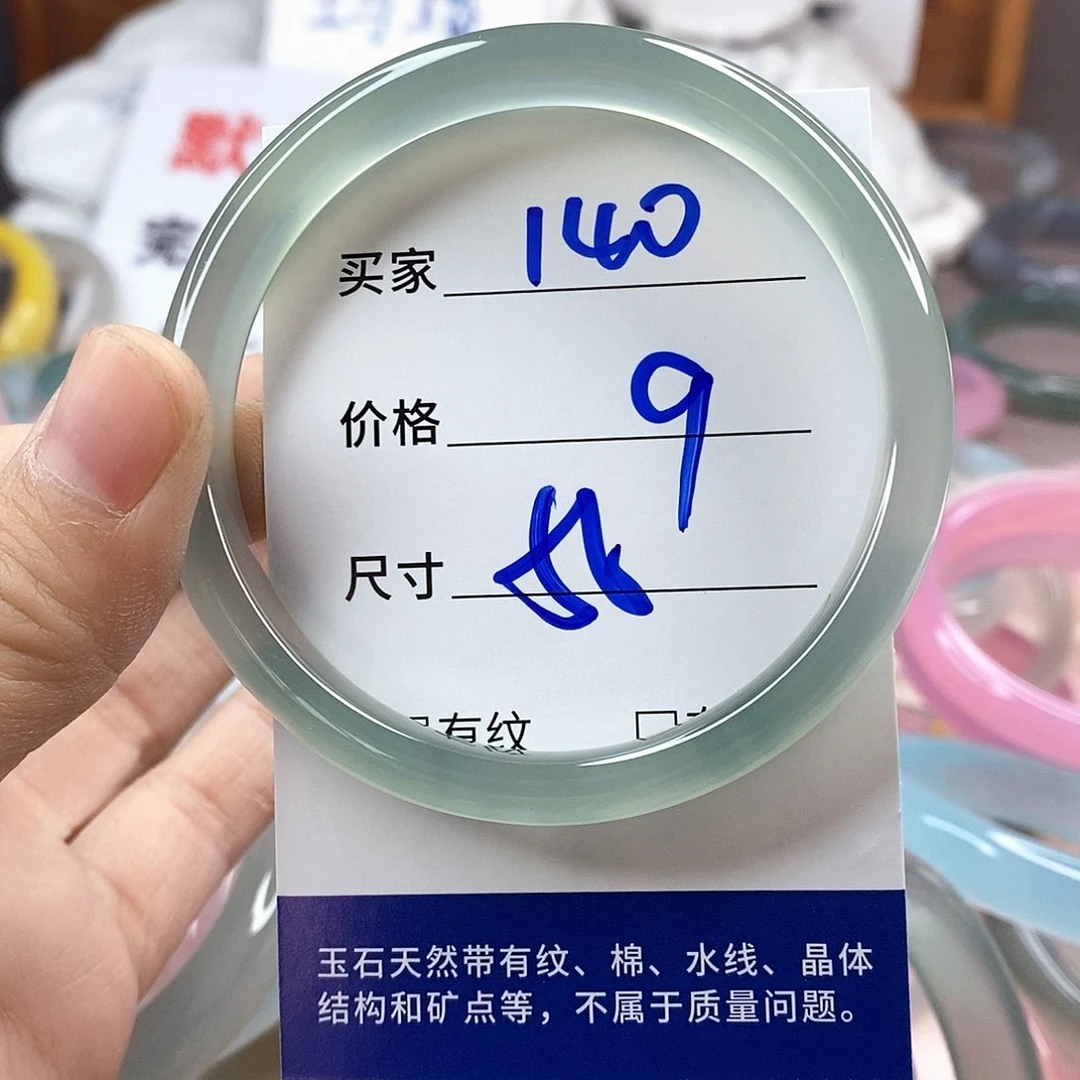 默
买家 140
价格 9
尺寸
有纹
玉石天然带有纹、棉、水线、晶体
结构和矿点等，不属于质量问题。